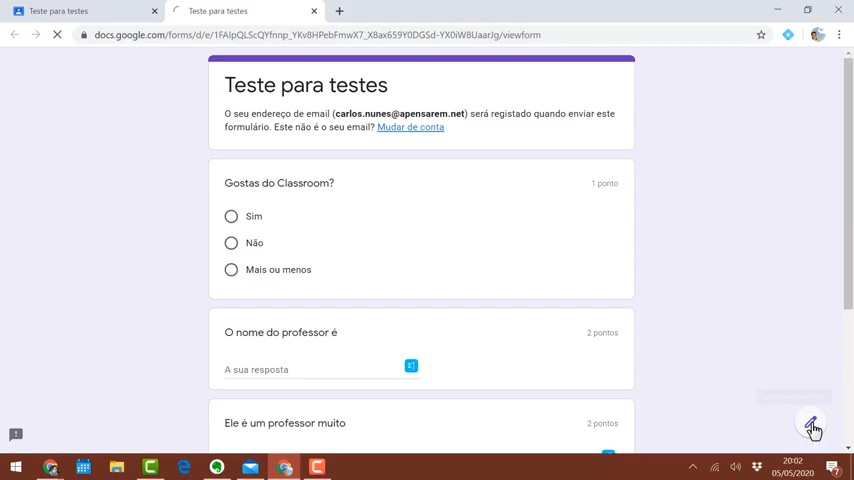 Teste para testes
Teste para testes
docs.google.com/forms/d/e/1FAIpQLScQYfnnp_YKv8HPebFmwX7_X8ax659Y0DGSd-YX0iW8UaarJg/viewform
Teste para testes
O seu endereço de email (carlos.nunes@apensarem.net) será registado quando enviar este
formulário. Este não é o seu email? Mudar de conta
Gostas do Classroom?
1 ponto
Sim
Não
Mais ou menos
O nome do professor é
2 pontos
A sua resposta
Ele é um professor muito
2 pontos
20:02
05/05/2020
7